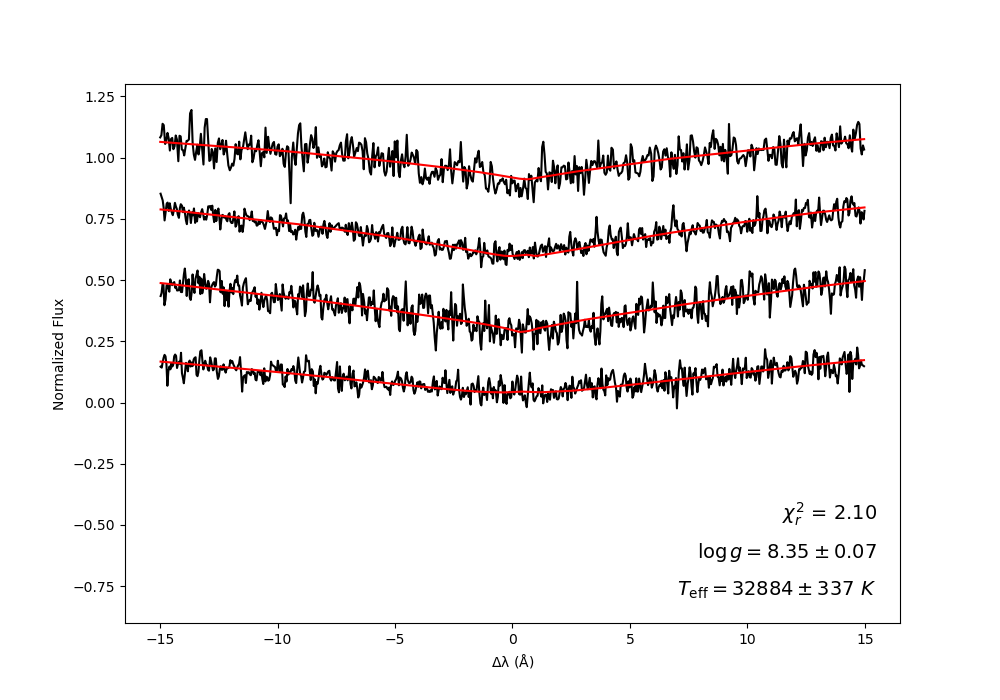 1.25
1.00
0.75
0.50
0.25
0.00
−0.25
−0.50
−0.75
Normalized Flux
χ²ᵣ = 2.10
log g = 8.35 ± 0.07
T_eff = 32884 ± 337 K
−15 −10 −5 0 5 10 15
Δλ (Å)